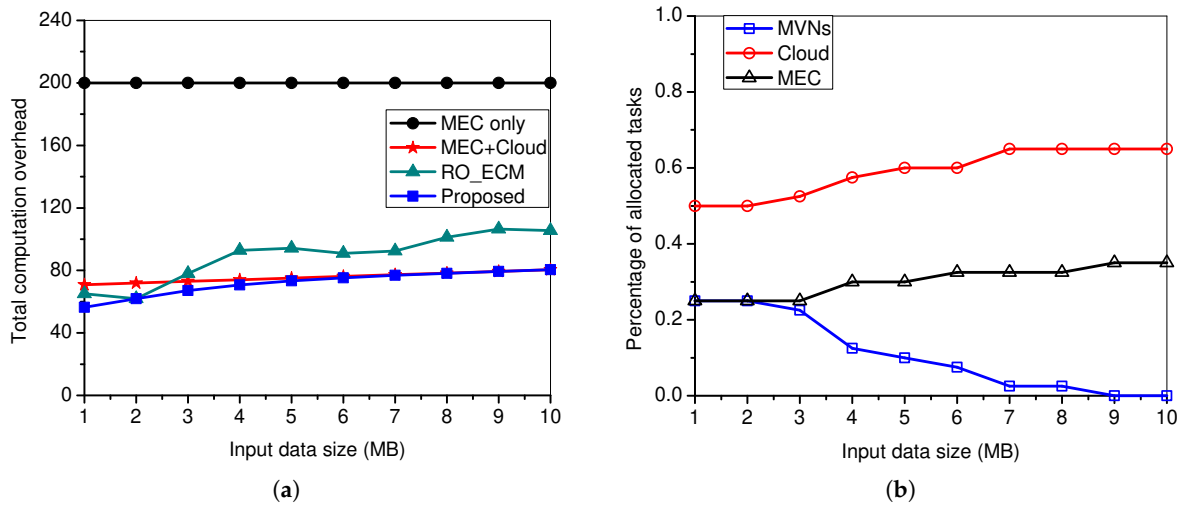 240
200
160
120
80
40
0
Total computation overhead
MEC only
MEC+Cloud
RO_ECM
Proposed
1 2 3 4 5 6 7 8 9 10
Input data size (MB)
(a)
1.0
0.8
0.6
0.4
0.2
0.0
Percentage of allocated tasks
MVNs
Cloud
MEC
1 2 3 4 5 6 7 8 9 10
Input data size (MB)
(b)